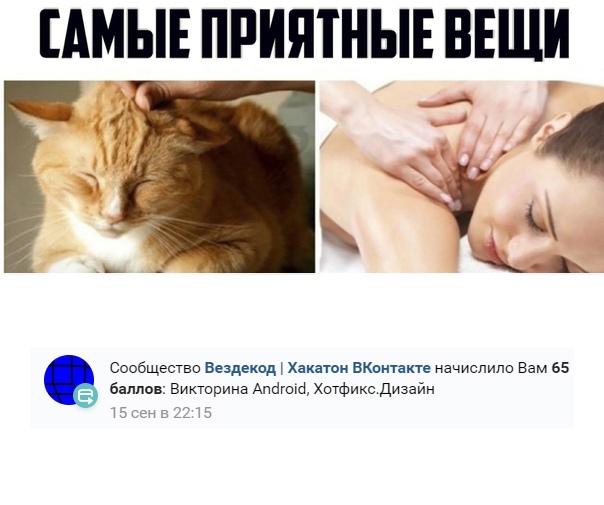 САМЫЕ ПРИЯТНЫЕ ВЕЩИ
Сообщество Вездекод | Хакатон ВКонтакте начислило Вам 65
баллов: Викторина Android, Хотфикс.Дизайн
15 сен в 22:15